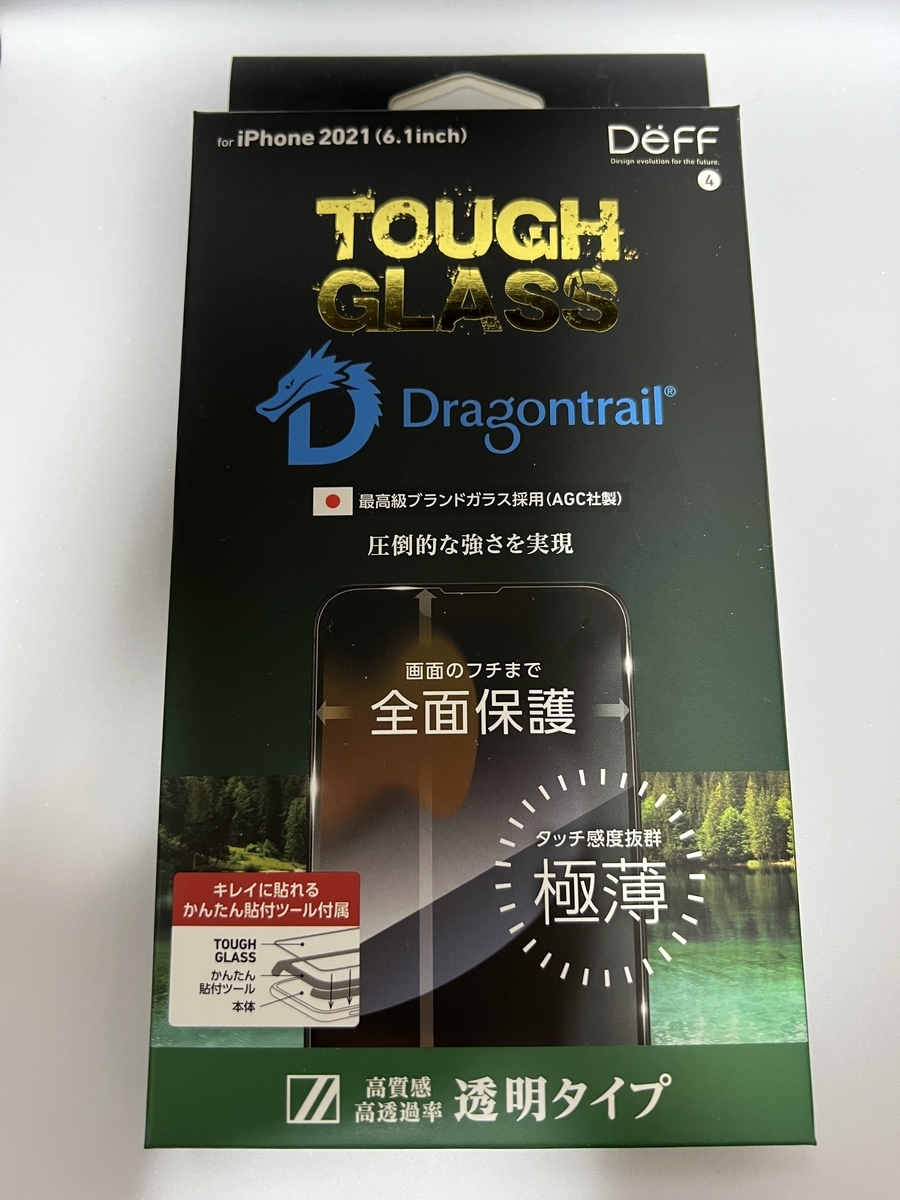 for iPhone 2021 (6.1inch)
DëFF
Design evolution for the future.
4
TOUGH
GLASS
Dragontrail®
最高級ブランドガラス採用(AGC社製)
圧倒的な強さを実現
画面のフチまで
全面保護
タッチ感度抜群
極薄
キレイに貼れる
かんたん貼付ツール付属
TOUGH
GLASS
かんたん
貼付ツール
本体
高質感
高透過率
透明タイプ